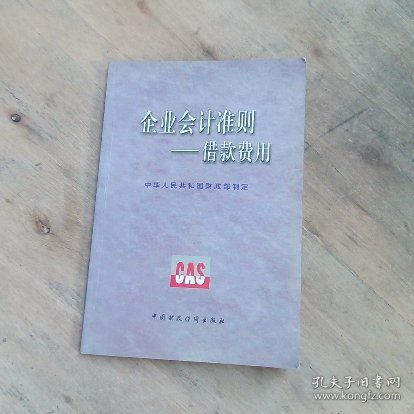 企业会计准则
——借款费用
中华人民共和国财政部制定
CAS
中国财政经济出版社
孔夫子旧书网
www.kongfz.com